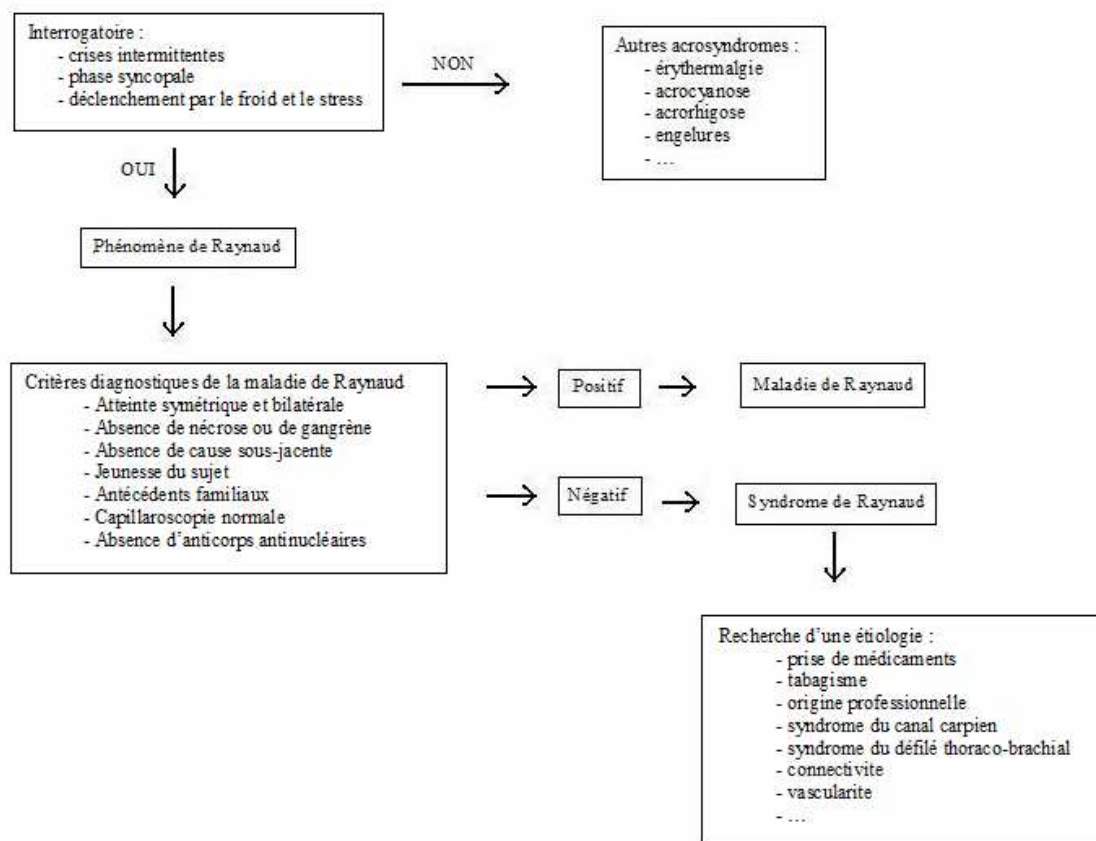 Interrogatoire :
- crises intermittentes
- phase syncopale
- déclenchement par le froid et le stress
NON
Autres acrosyndromes :
- érythermalgie
- acrocyanose
- acrorhigose
- engelures
- ...
OUI
Phénomène de Raynaud
Critères diagnostiques de la maladie de Raynaud
- Atteinte symétrique et bilatérale
- Absence de nécrose ou de gangrène
- Absence de cause sous-jacente
- Jeunesse du sujet
- Antécédents familiaux
- Capillaroscopie normale
- Absence d'anticorps antinucléaires
Positif
Maladie de Raynaud
Négatif
Syndrome de Raynaud
Recherche d'une étiologie :
- prise de médicaments
- tabagisme
- origine professionnelle
- syndrome du canal carpien
- syndrome du défilé thoraco-brachial
- connectivite
- vascularite
- ...